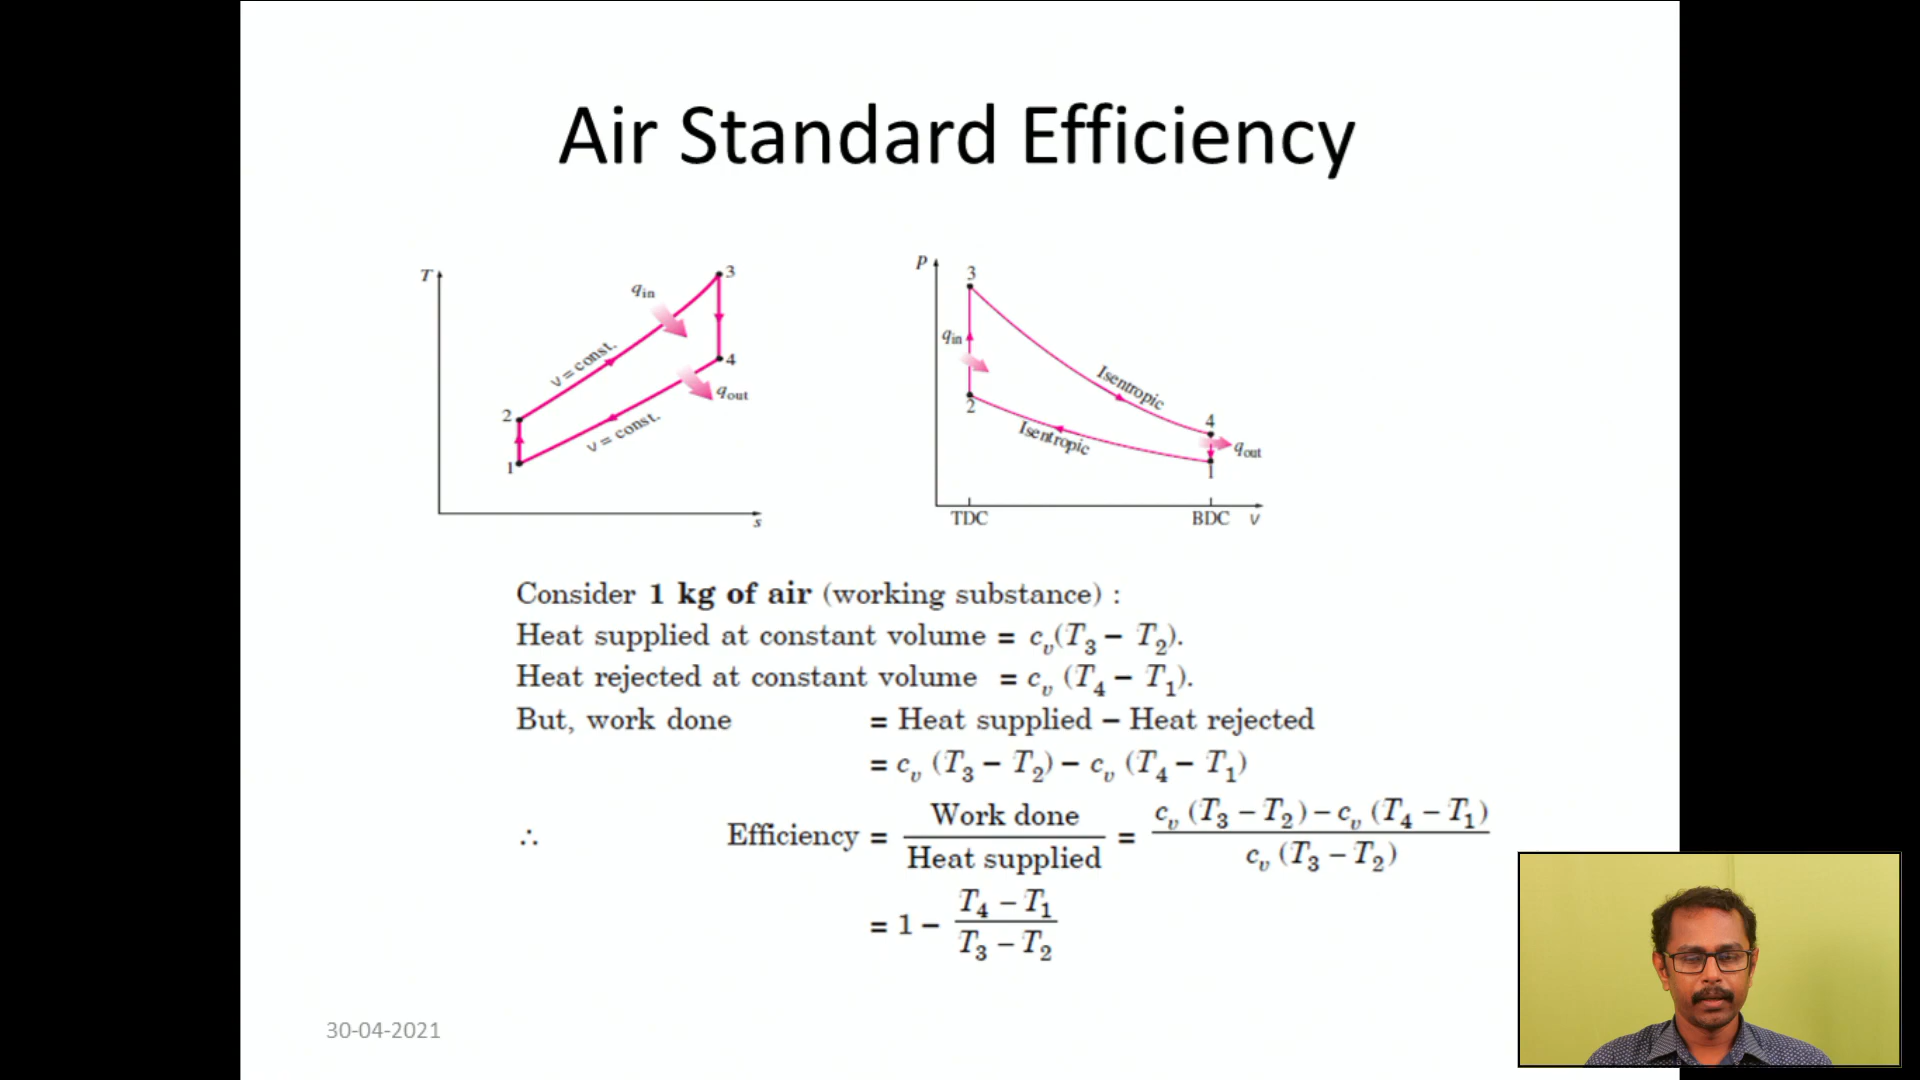 Air Standard Efficiency
T
3
q_in
v = const.
4
q_out
2
v = const.
1
s
P
3
q_in
Isentropic
2
4
Isentropic
q_out
1
TDC BDC v
Consider 1 kg of air (working substance) :
Heat supplied at constant volume = c_v(T_3 – T_2).
Heat rejected at constant volume = c_v (T_4 – T_1).
But, work done = Heat supplied – Heat rejected
= c_v (T_3 – T_2) – c_v (T_4 – T_1)
∴ Efficiency = Work done / Heat supplied = c_v (T_3 – T_2) – c_v (T_4 – T_1) / c_v (T_3 – T_2)
= 1 – T_4 – T_1 / T_3 – T_2
30-04-2021